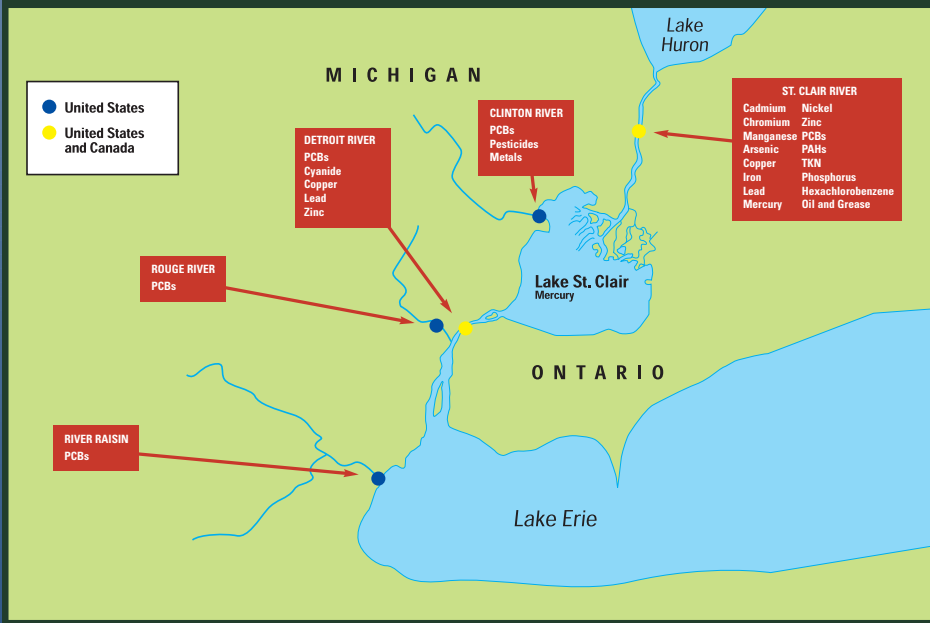 Lake
Huron
MICHIGAN
United States
United States
and Canada
ST. CLAIR RIVER
Cadmium Nickel
Chromium Zinc
Manganese PCBs
Arsenic PAHs
Copper TKN
Iron Phosphorus
Lead Hexachlorobenzene
Mercury Oil and Grease
CLINTON RIVER
PCBs
Pesticides
Metals
DETROIT RIVER
PCBs
Cyanide
Copper
Lead
Zinc
ROUGE RIVER
PCBs
Lake St. Clair
Mercury
ONTARIO
RIVER RAISIN
PCBs
Lake Erie